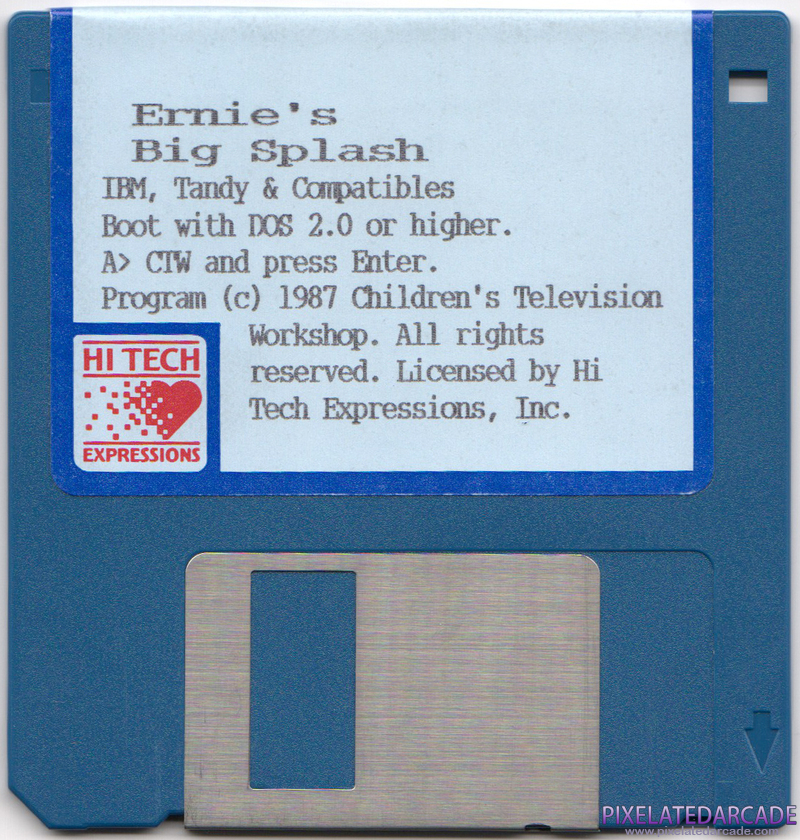 Ernie's
Big Splash
IBM, Tandy & Compatibles
Boot with DOS 2.0 or higher.
A> CTW and press Enter.
Program (c) 1987 Children's Television
Workshop. All rights
reserved. Licensed by Hi
Tech Expressions, Inc.
HI TECH
EXPRESSIONS
PIXELATEDARCADE
www.pixelatedarcade.com